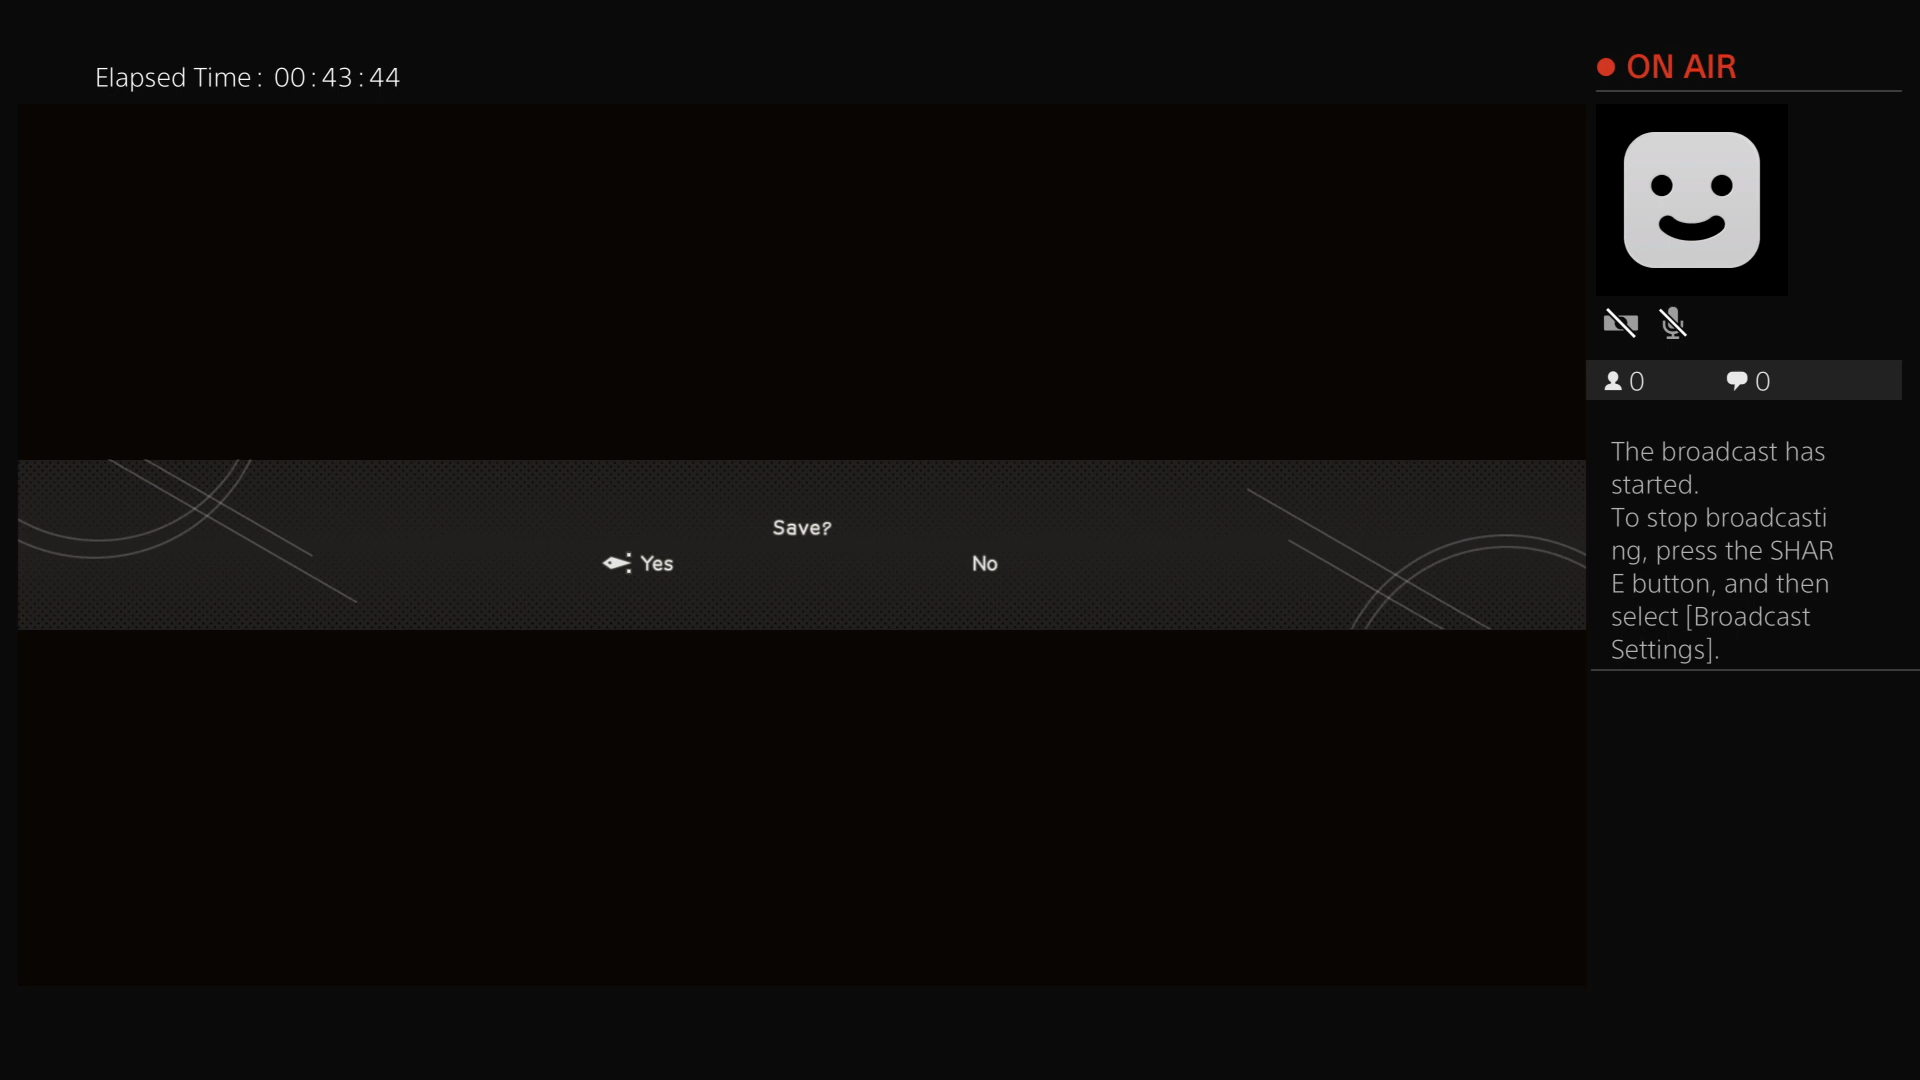 Elapsed Time: 00:43:44
ON AIR
0 0
The broadcast has
started.
To stop broadcasti
ng, press the SHAR
E button, and then
select [Broadcast
Settings].
Save?
Yes No